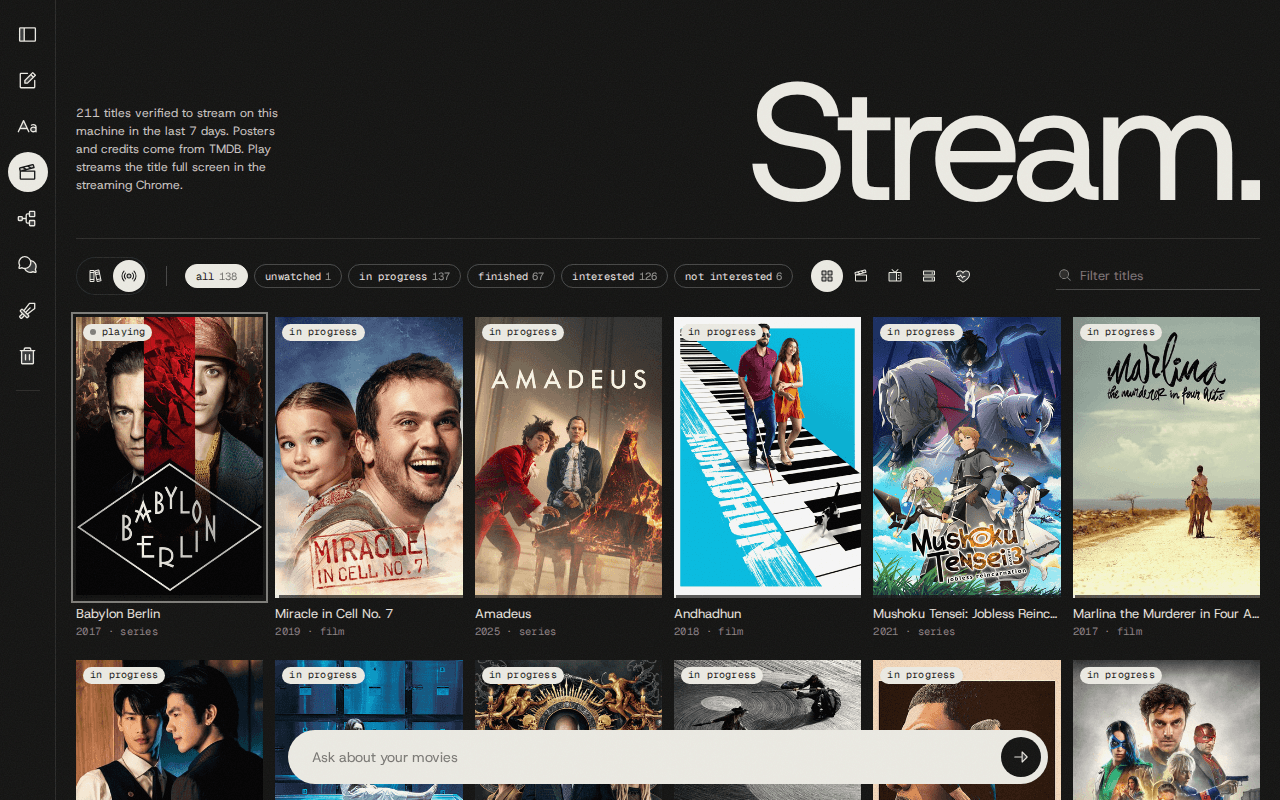 211 titles verified to stream on this
machine in the last 7 days. Posters
and credits come from TMDB. Play
streams the title full screen in the
streaming Chrome.
Stream.
Aa
all 138
unwatched 1
in progress 137
finished 67
interested 126
not interested 6
Filter titles
playing
BABYLON
BERLIN
Babylon Berlin
2017 · series
in progress
MIRACLE
IN CELL NO. 7
Miracle in Cell No. 7
2019 · film
in progress
AMADEUS
Amadeus
2025 · series
in progress
ANDHADHUN
Andhadhun
2018 · film
in progress
Mushoku
Tensei 3
jobless reincarnation
Mushoku Tensei: Jobless Reinc…
2021 · series
in progress
marlina
the murderer in four acts
Marlina the Murderer in Four A…
2017 · film
in progress
in progress
in progress
in progress
in progress
in progress
Ask about your movies